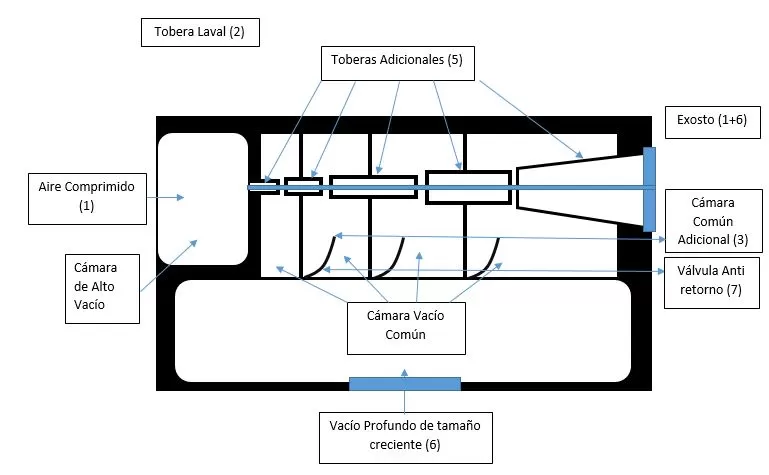 Tobera Laval (2)
Toberas Adicionales (5)
Exosto (1+6)
Aire Comprimido
(1)
Cámara
Común
Adicional (3)
Cámara
de Alto
Vacío
Válvula Anti
retorno (7)
Cámara Vacío
Común
Vacío Profundo de tamaño
creciente (6)